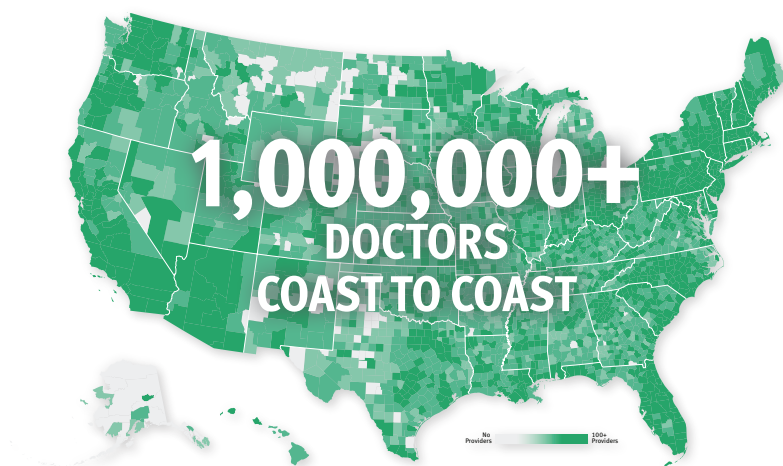 1,000,000+
DOCTORS
COAST TO COAST
No
Providers
100+
Providers